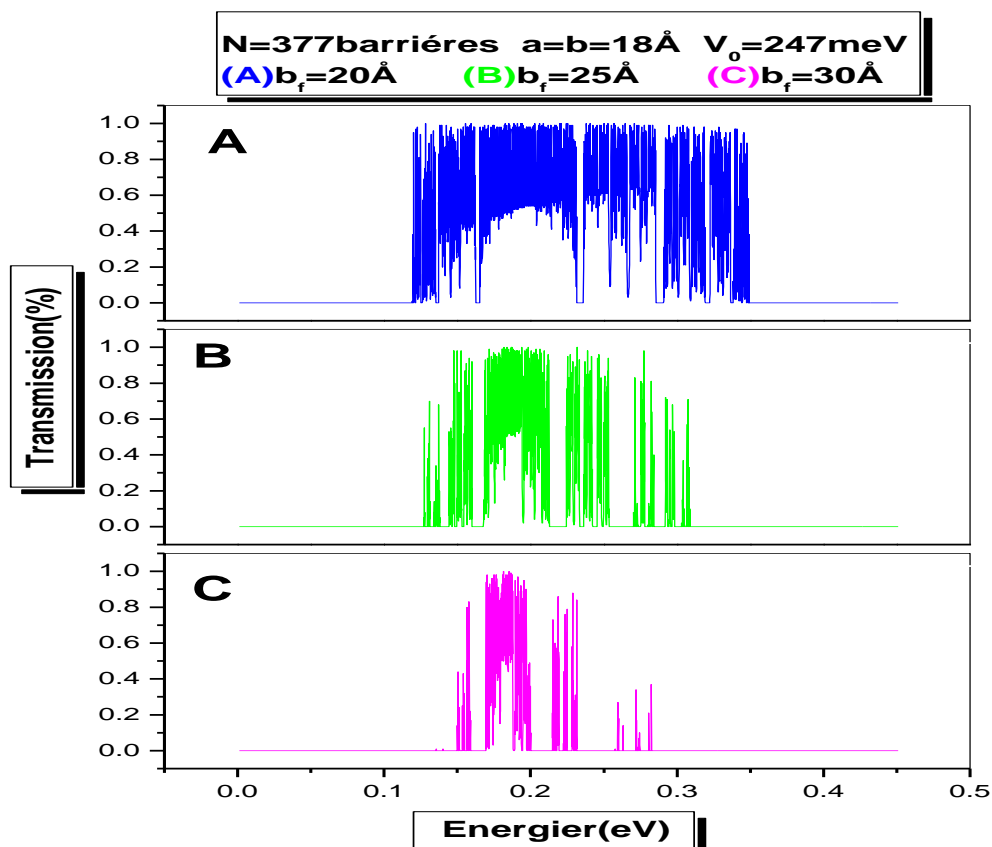 N=377barriéres a=b=18Å V₀=247meV
(A)b_f=20Å (B)b_f=25Å (C)b_f=30Å
Transmission(%)
A
1.0
0.8
0.6
0.4
0.2
0.0
B
1.0
0.8
0.6
0.4
0.2
0.0
C
1.0
0.8
0.6
0.4
0.2
0.0
0.0 0.1 0.2 0.3 0.4 0.5
Energier(eV)